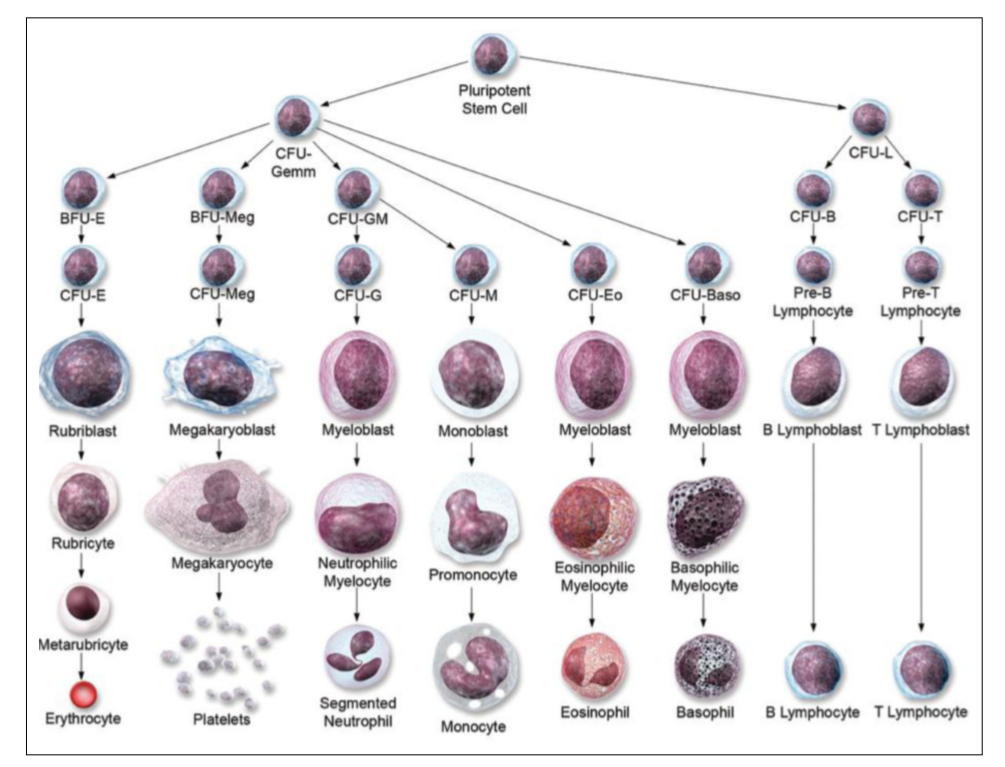 Pluripotent
Stem Cell
CFU-
Gemm
CFU-L
BFU-E
BFU-Meg
CFU-GM
CFU-B
CFU-T
CFU-E
CFU-Meg
CFU-G
CFU-M
CFU-Eo
CFU-Baso
Pre-B
Lymphocyte
Pre-T
Lymphocyte
Rubriblast
Megakaryoblast
Myeloblast
Monoblast
Myeloblast
Myeloblast
B Lymphoblast
T Lymphoblast
Rubricyte
Megakaryocyte
Neutrophilic
Myelocyte
Promonocyte
Eosinophilic
Myelocyte
Basophilic
Myelocyte
Metarubricyte
Erythrocyte
Platelets
Segmented
Neutrophil
Monocyte
Eosinophil
Basophil
B Lymphocyte
T Lymphocyte